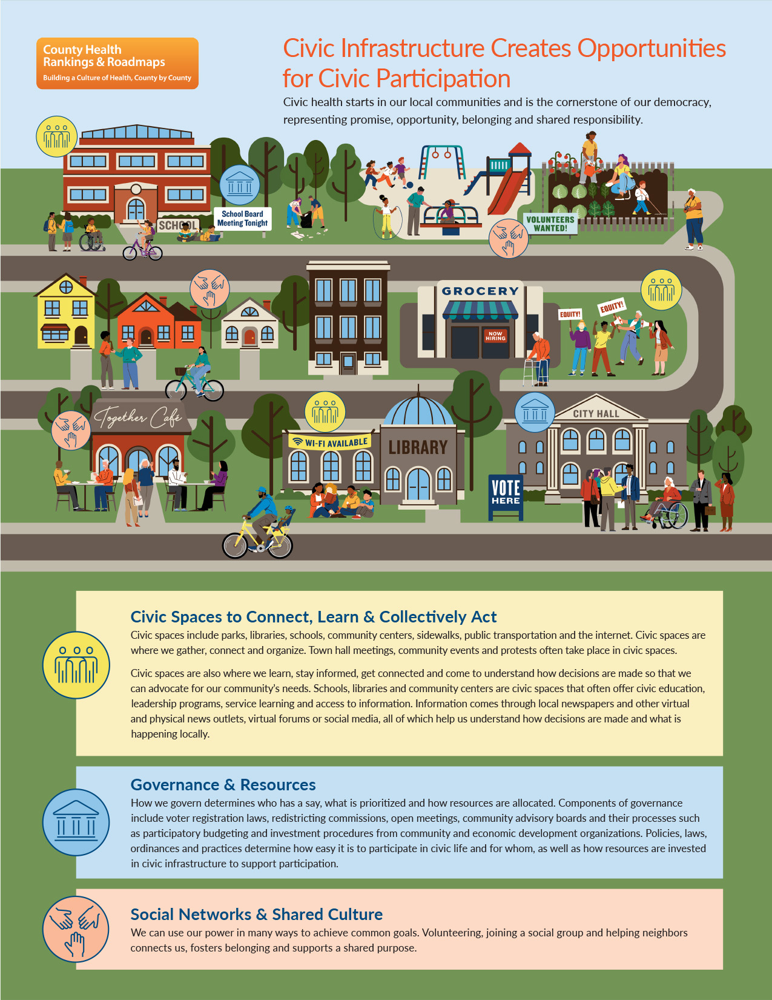 County Health
Rankings & Roadmaps
Building a Culture of Health, County by County
Civic Infrastructure Creates Opportunities
for Civic Participation
Civic health starts in our local communities and is the cornerstone of our democracy,
representing promise, opportunity, belonging and shared responsibility.
School Board
Meeting Tonight
SCHOOL
VOLUNTEERS
WANTED!
GROCERY
NOW
HIRING
EQUITY!
EQUITY!
Together Café
WI-FI AVAILABLE
LIBRARY
CITY HALL
VOTE
HERE
Civic Spaces to Connect, Learn & Collectively Act
Civic spaces include parks, libraries, schools, community centers, sidewalks, public transportation and the internet. Civic spaces are
where we gather, connect and organize. Town hall meetings, community events and protests often take place in civic spaces.
Civic spaces are also where we learn, stay informed, get connected and come to understand how decisions are made so that we
can advocate for our community's needs. Schools, libraries and community centers are civic spaces that often offer civic education,
leadership programs, service learning and access to information. Information comes through local newspapers and other virtual
and physical news outlets, virtual forums or social media, all of which help us understand how decisions are made and what is
happening locally.
Governance & Resources
How we govern determines who has a say, what is prioritized and how resources are allocated. Components of governance
include voter registration laws, redistricting commissions, open meetings, community advisory boards and their processes such
as participatory budgeting and investment procedures from community and economic development organizations. Policies, laws,
ordinances and practices determine how easy it is to participate in civic life and for whom, as well as how resources are invested
in civic infrastructure to support participation.
Social Networks & Shared Culture
We can use our power in many ways to achieve common goals. Volunteering, joining a social group and helping neighbors
connects us, fosters belonging and supports a shared purpose.